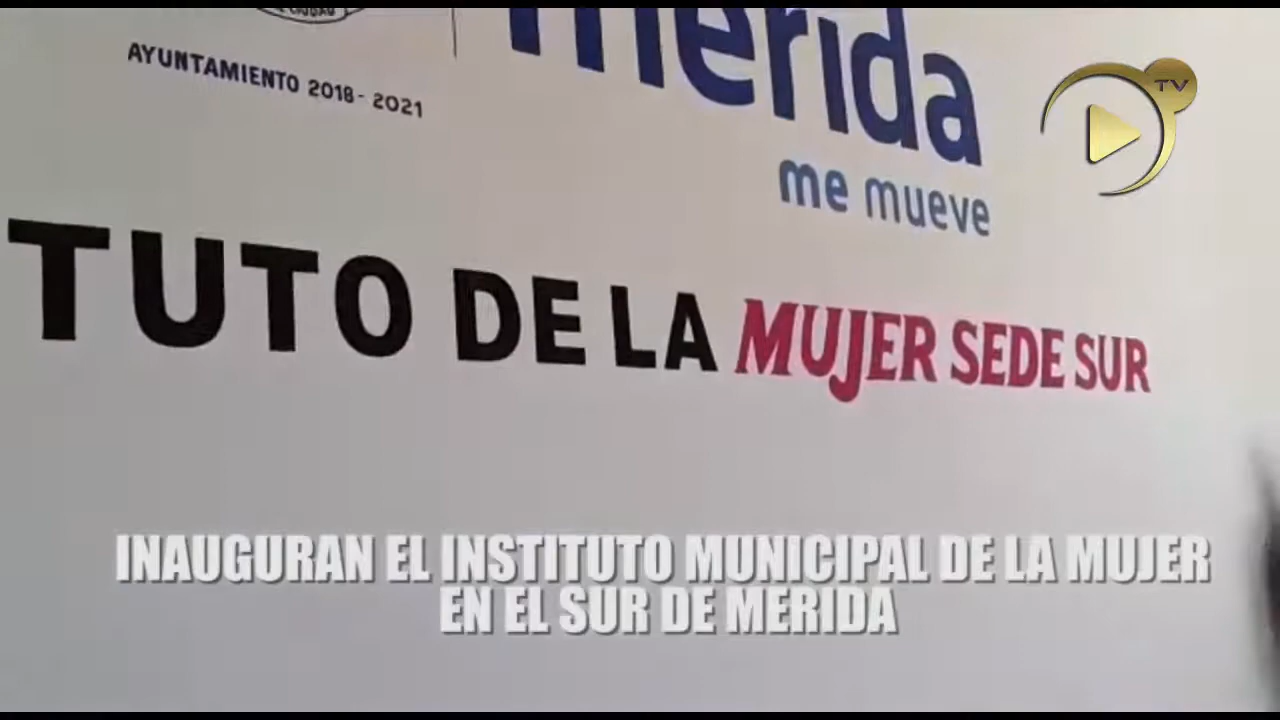 CIUDAD
AYUNTAMIENTO 2018 - 2021
mérida
me mueve
TV
TUTO DE LA MUJER SEDE SUR
INAUGURAN EL INSTITUTO MUNICIPAL DE LA MUJER
EN EL SUR DE MERIDA